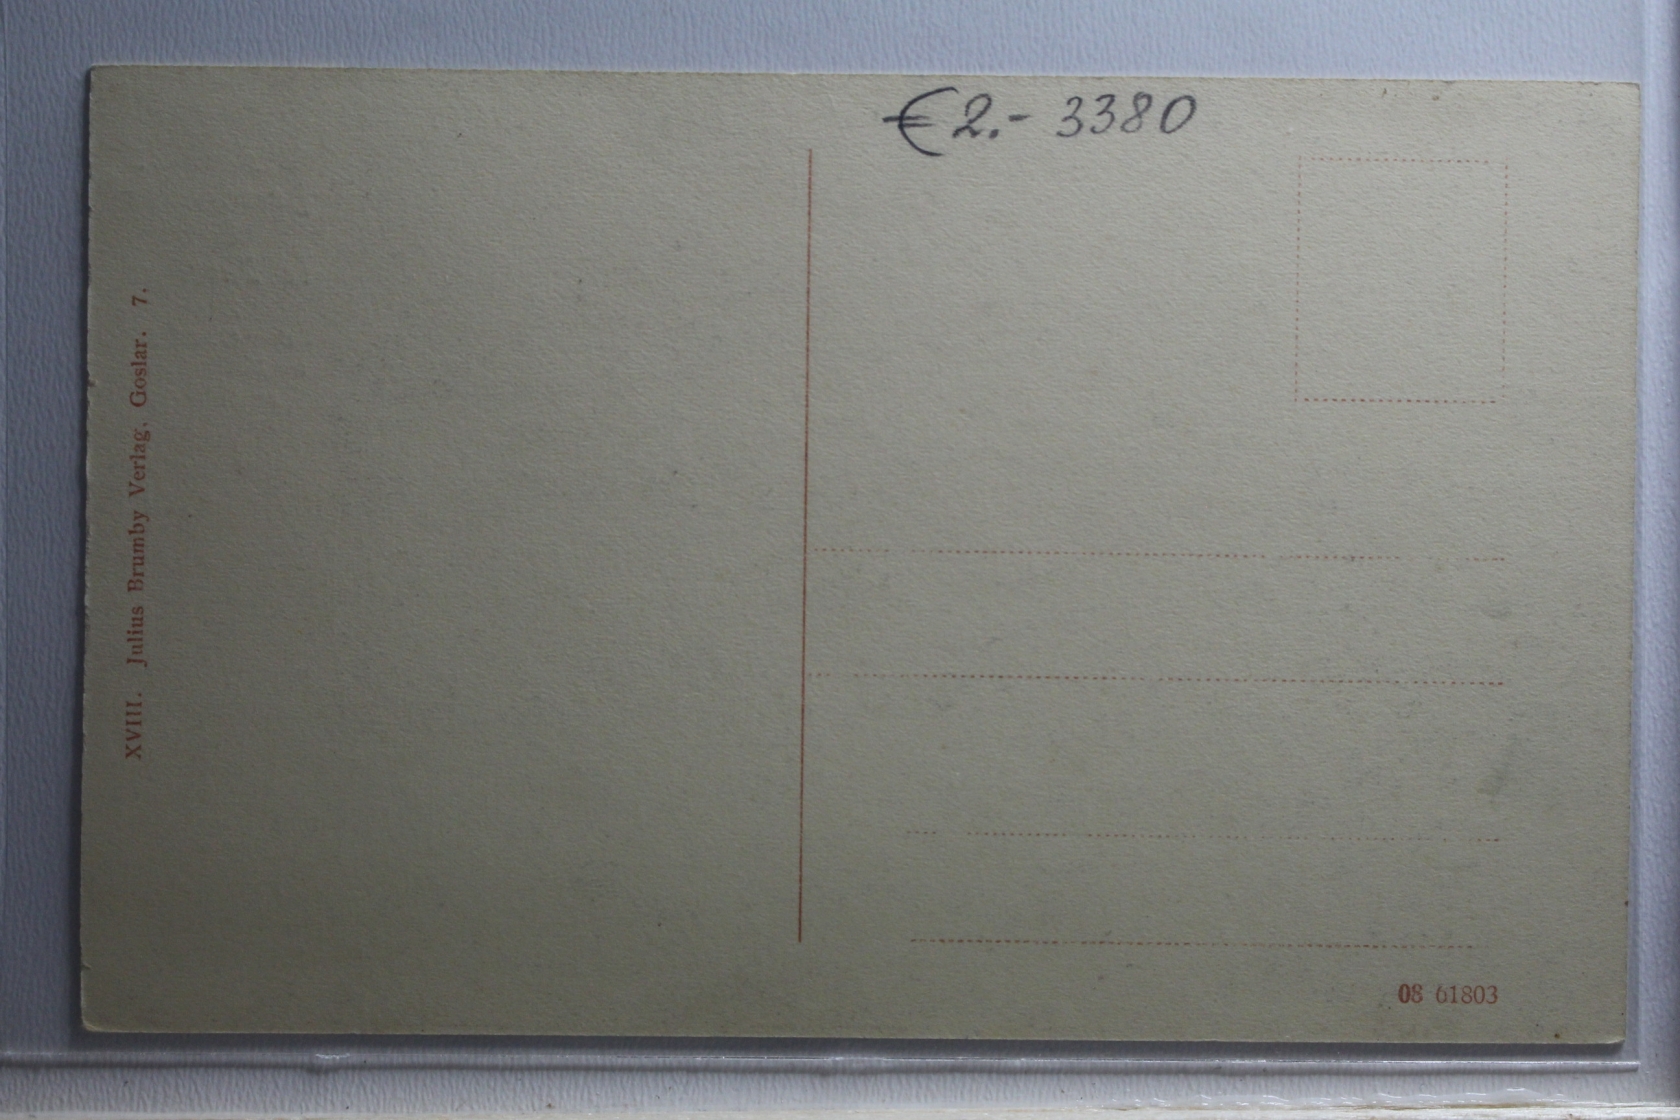 € 2.- 3380
XVIII. Julius Brumby Verlag, Goslar. 7.
08 61803